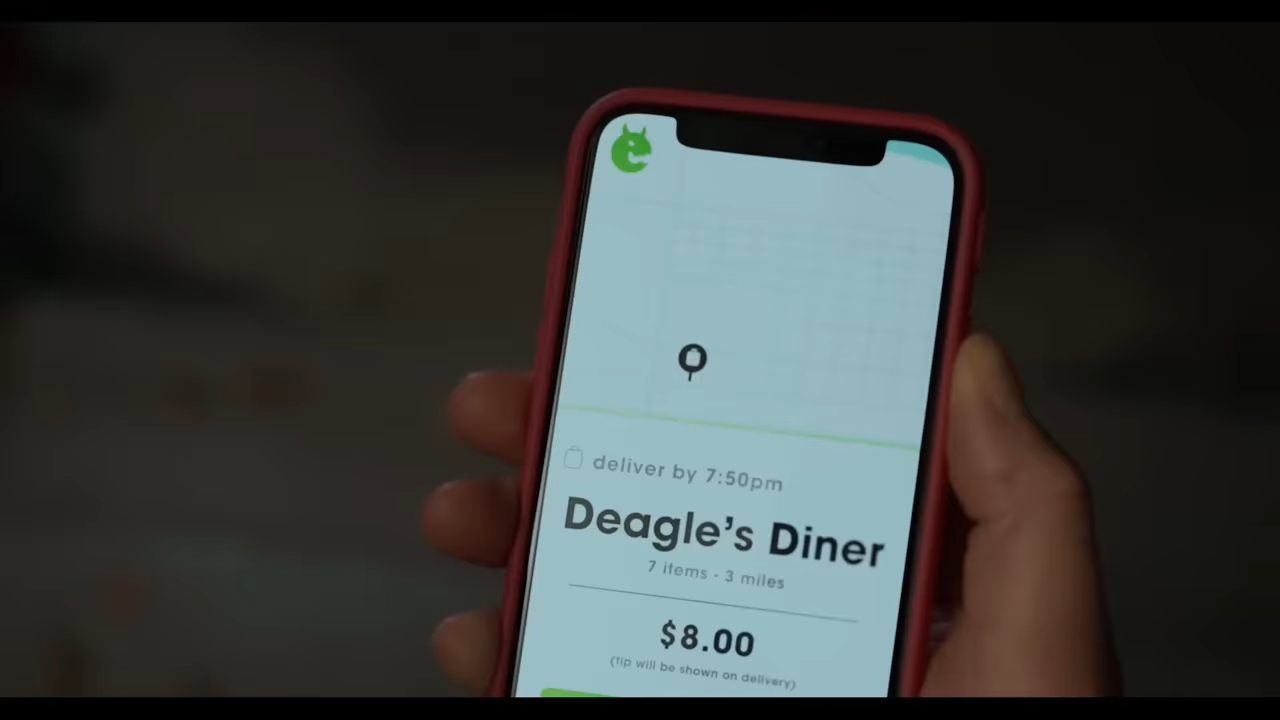 deliver by 7:50pm
Deagle's Diner
7 items - 3 miles
$8.00
(tip will be shown on delivery)